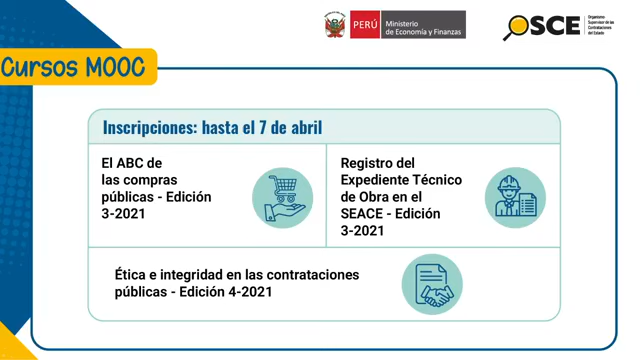 PERÚ
Ministerio
de Economía y Finanzas
OSCE
Organismo
Supervisor de las
Contrataciones
del Estado
Cursos MOOC
Inscripciones: hasta el 7 de abril
El ABC de
las compras
públicas - Edición
3-2021
Registro del
Expediente Técnico
de Obra en el
SEACE - Edición
3-2021
Ética e integridad en las contrataciones
públicas - Edición 4-2021